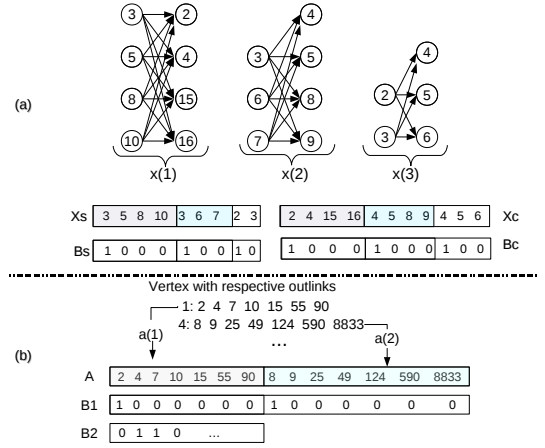 3 2 4
5 4 3 5 4
(a) 8 15 6 8 2 5
10 16 7 9 3 6
x(1) x(2) x(3)
Xs 3 5 8 10 3 6 7 2 3 2 4 15 16 4 5 8 9 4 5 6 Xc
Bs 1 0 0 0 1 0 0 1 0 1 0 0 0 1 0 0 0 1 0 0 Bc
Vertex with respective outlinks
1: 2 4 7 10 15 55 90
4: 8 9 25 49 124 590 8833
a(1) ... a(2)
(b)
A 2 4 7 10 15 55 90 8 9 25 49 124 590 8833
B1 1 0 0 0 0 0 0 1 0 0 0 0 0 0
B2 0 1 1 0 ...